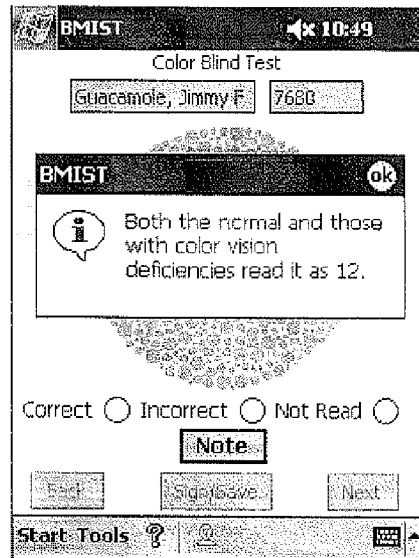 BMIST 10:49
Color Blind Test
Guacamole, Jimmy F 7680
BMIST ok
Both the normal and those
with color vision
deficiencies read it as 12.
Correct Incorrect Not Read
Note
Back Sign/Save Next
Start Tools ?